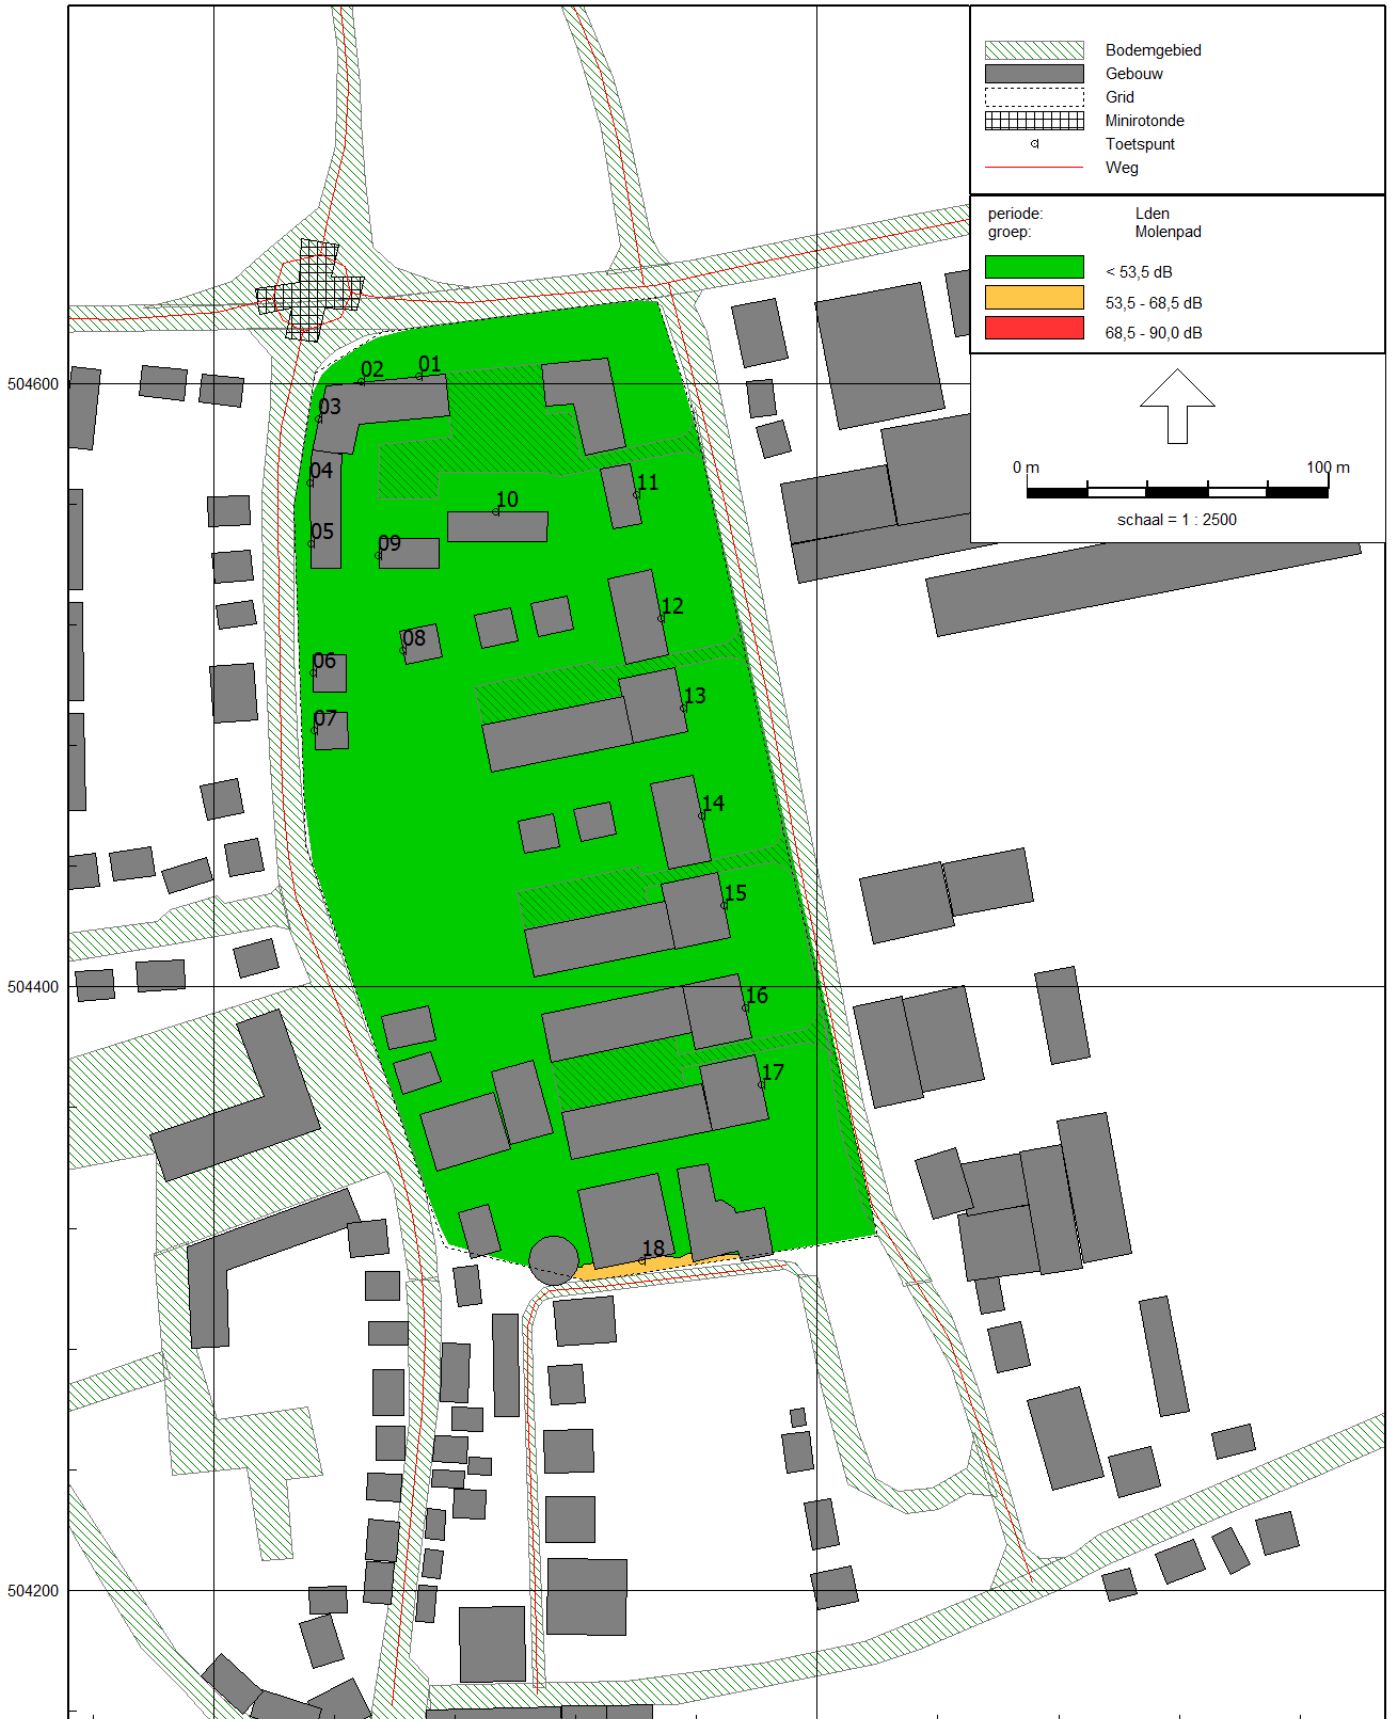 Bodemgebied
Gebouw
Grid
Minirotonde
Toetspunt
Weg
periode: Lden
groep: Molenpad
< 53,5 dB
53,5 - 68,5 dB
68,5 - 90,0 dB
0 m 100 m
schaal = 1 : 2500
504600
504400
504200
01
02
03
04
05
06
07
08
09
10
11
12
13
14
15
16
17
18